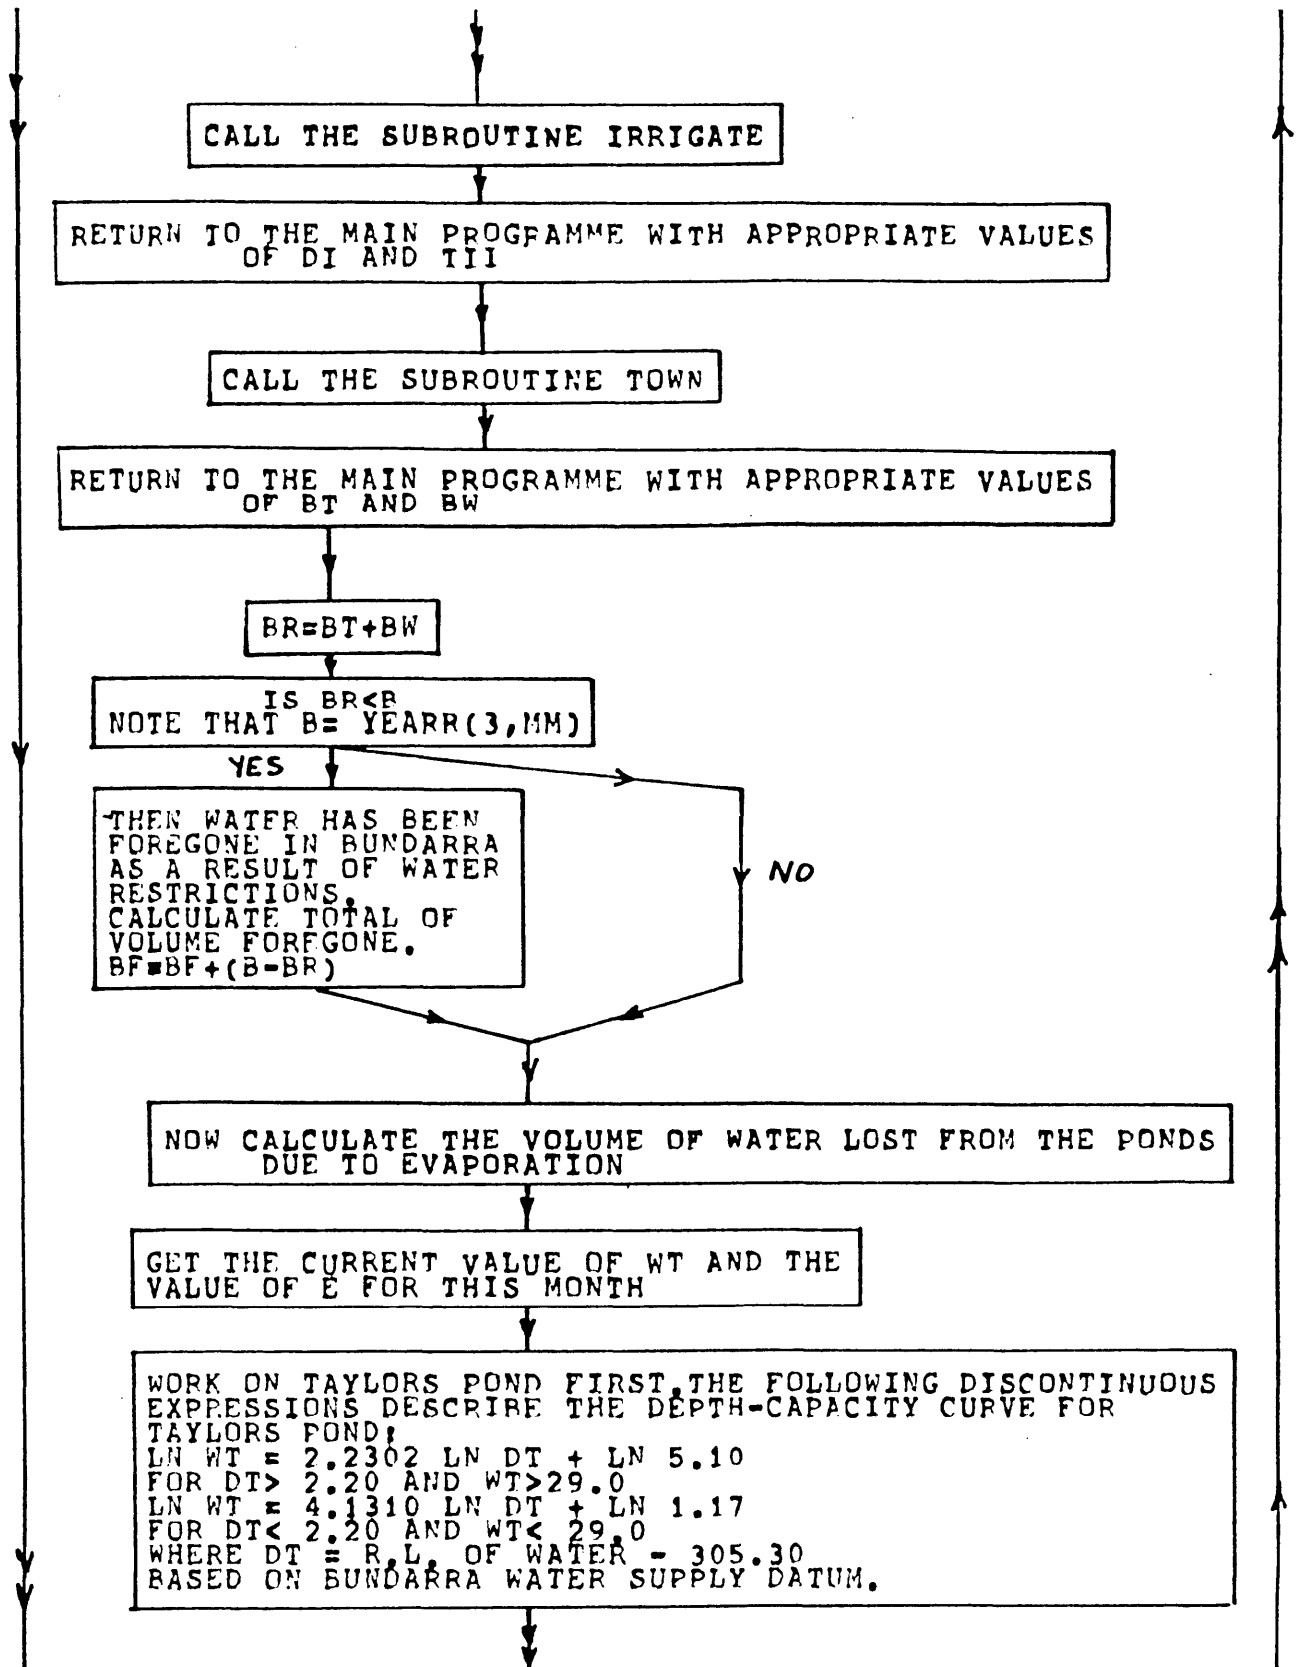 CALL THE SUBROUTINE IRRIGATE
RETURN TO THE MAIN PROGRAMME WITH APPROPRIATE VALUES
OF DI AND TII
CALL THE SUBROUTINE TOWN
RETURN TO THE MAIN PROGRAMME WITH APPROPRIATE VALUES
OF BT AND BW
BR=BT+BW
IS BR<B
NOTE THAT B= YEARR(3,MM)
YES
THEN WATER HAS BEEN
FOREGONE IN BUNDARRA
AS A RESULT OF WATER
RESTRICTIONS.
CALCULATE TOTAL OF
VOLUME FOREGONE.
BF=BF+(B-BR)
NO
NOW CALCULATE THE VOLUME OF WATER LOST FROM THE PONDS
DUE TO EVAPORATION
GET THE CURRENT VALUE OF WT AND THE
VALUE OF E FOR THIS MONTH
WORK ON TAYLORS POND FIRST.THE FOLLOWING DISCONTINUOUS
EXPRESSIONS DESCRIBE THE DEPTH-CAPACITY CURVE FOR
TAYLORS POND;
LN WT = 2.2302 LN DT + LN 5.10
FOR DT> 2.20 AND WT>29.0
LN WT = 4.1310 LN DT + LN 1.17
FOR DT< 2.20 AND WT< 29.0
WHERE DT = R.L. OF WATER - 305.30
BASED ON BUNDARRA WATER SUPPLY DATUM.